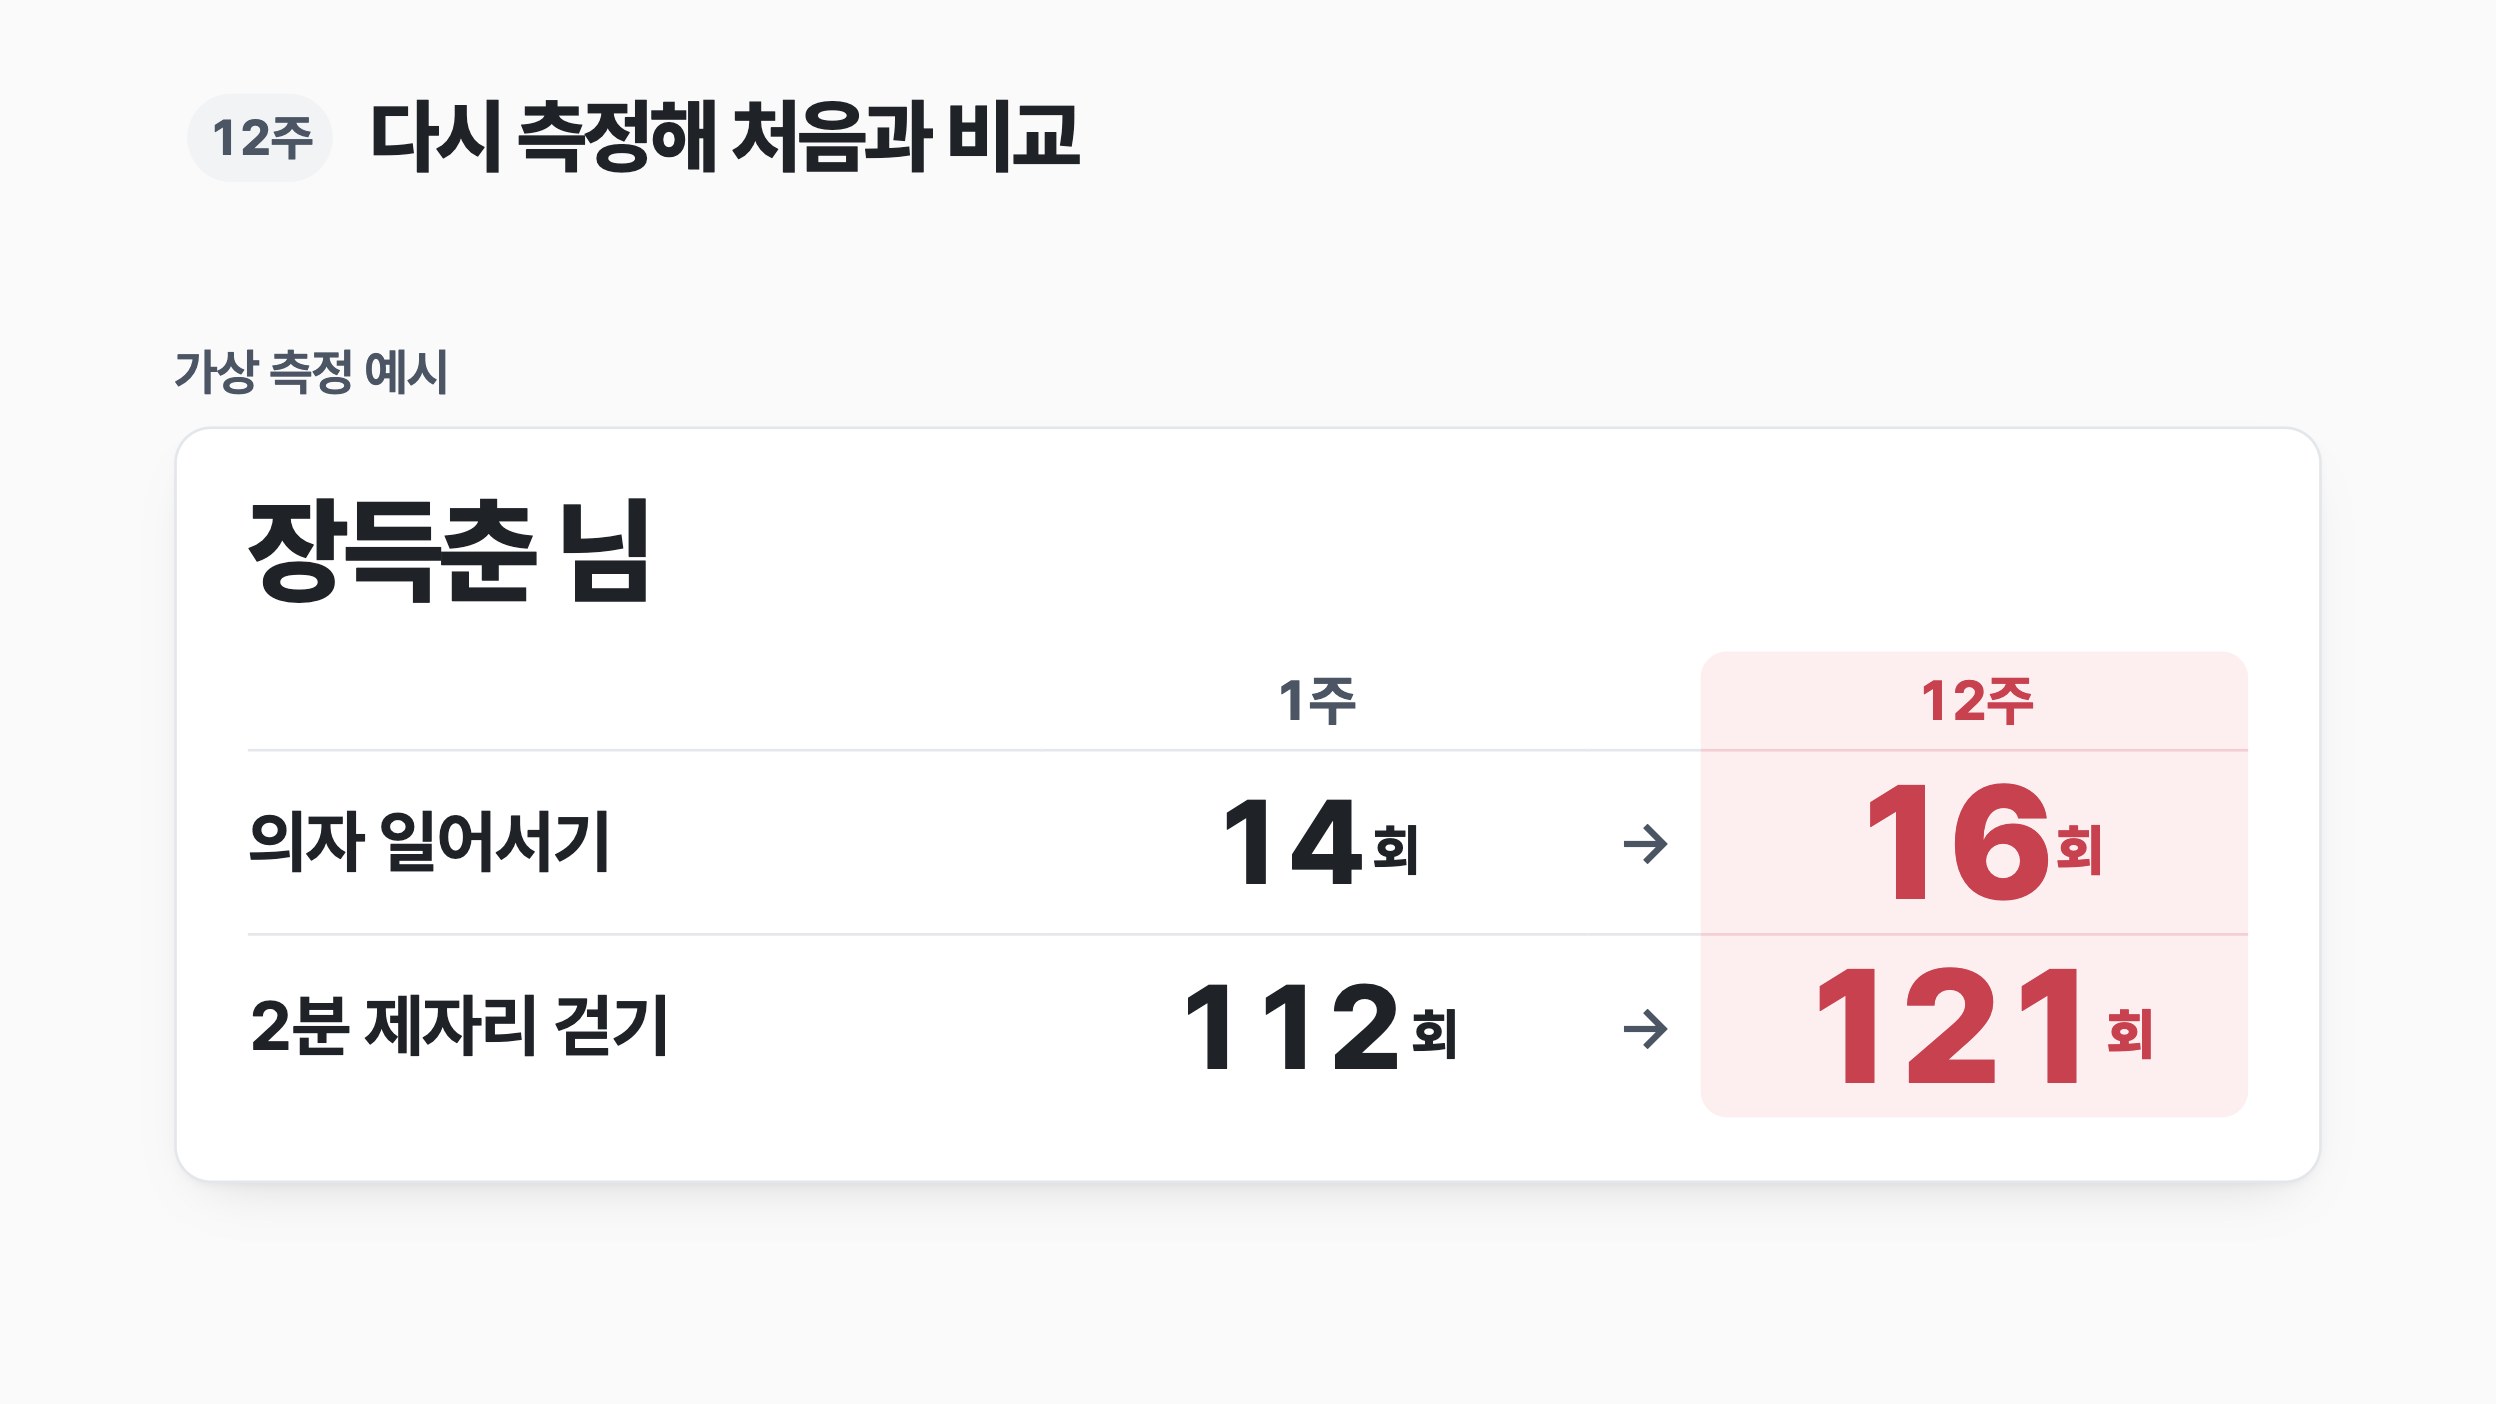 12주 다시 측정해 처음과 비교
가상 측정 예시
장득춘 님
1주 12주
의자 일어서기 14회 → 16회
2분 제자리 걷기 112회 → 121회